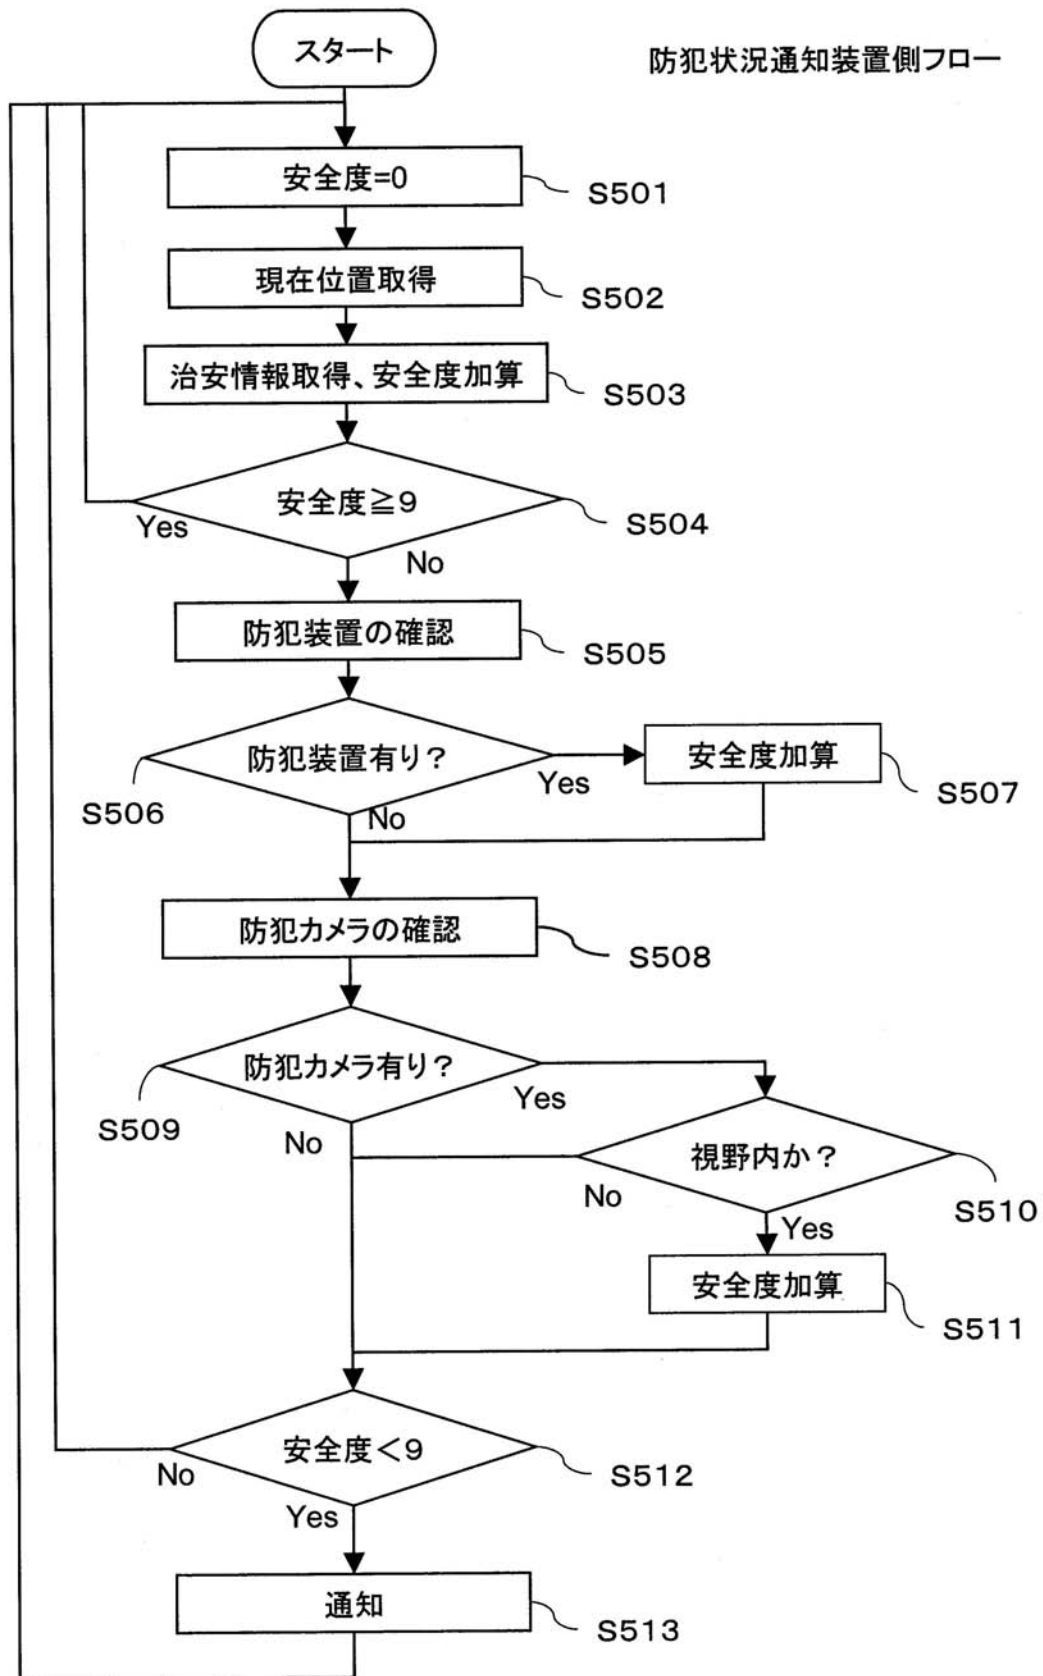 スタート
防犯状況通知装置側フロー
安全度=0
S501
現在位置取得
S502
治安情報取得、安全度加算
S503
安全度≧9
S504
Yes
No
防犯装置の確認
S505
防犯装置有り?
Yes
安全度加算
S507
S506
No
防犯カメラの確認
S508
防犯カメラ有り?
Yes
S509
No
視野内か?
No
S510
Yes
安全度加算
S511
安全度<9
No
S512
Yes
通知
S513